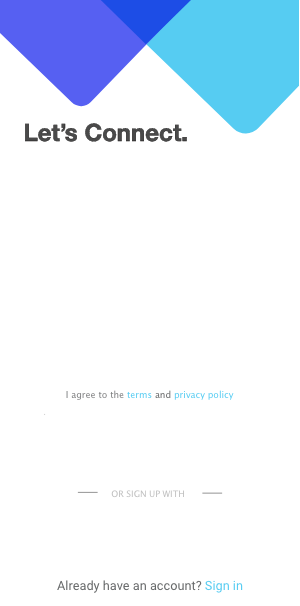 Let's Connect.
I agree to the terms and privacy policy
OR SIGN UP WITH
Already have an account? Sign in